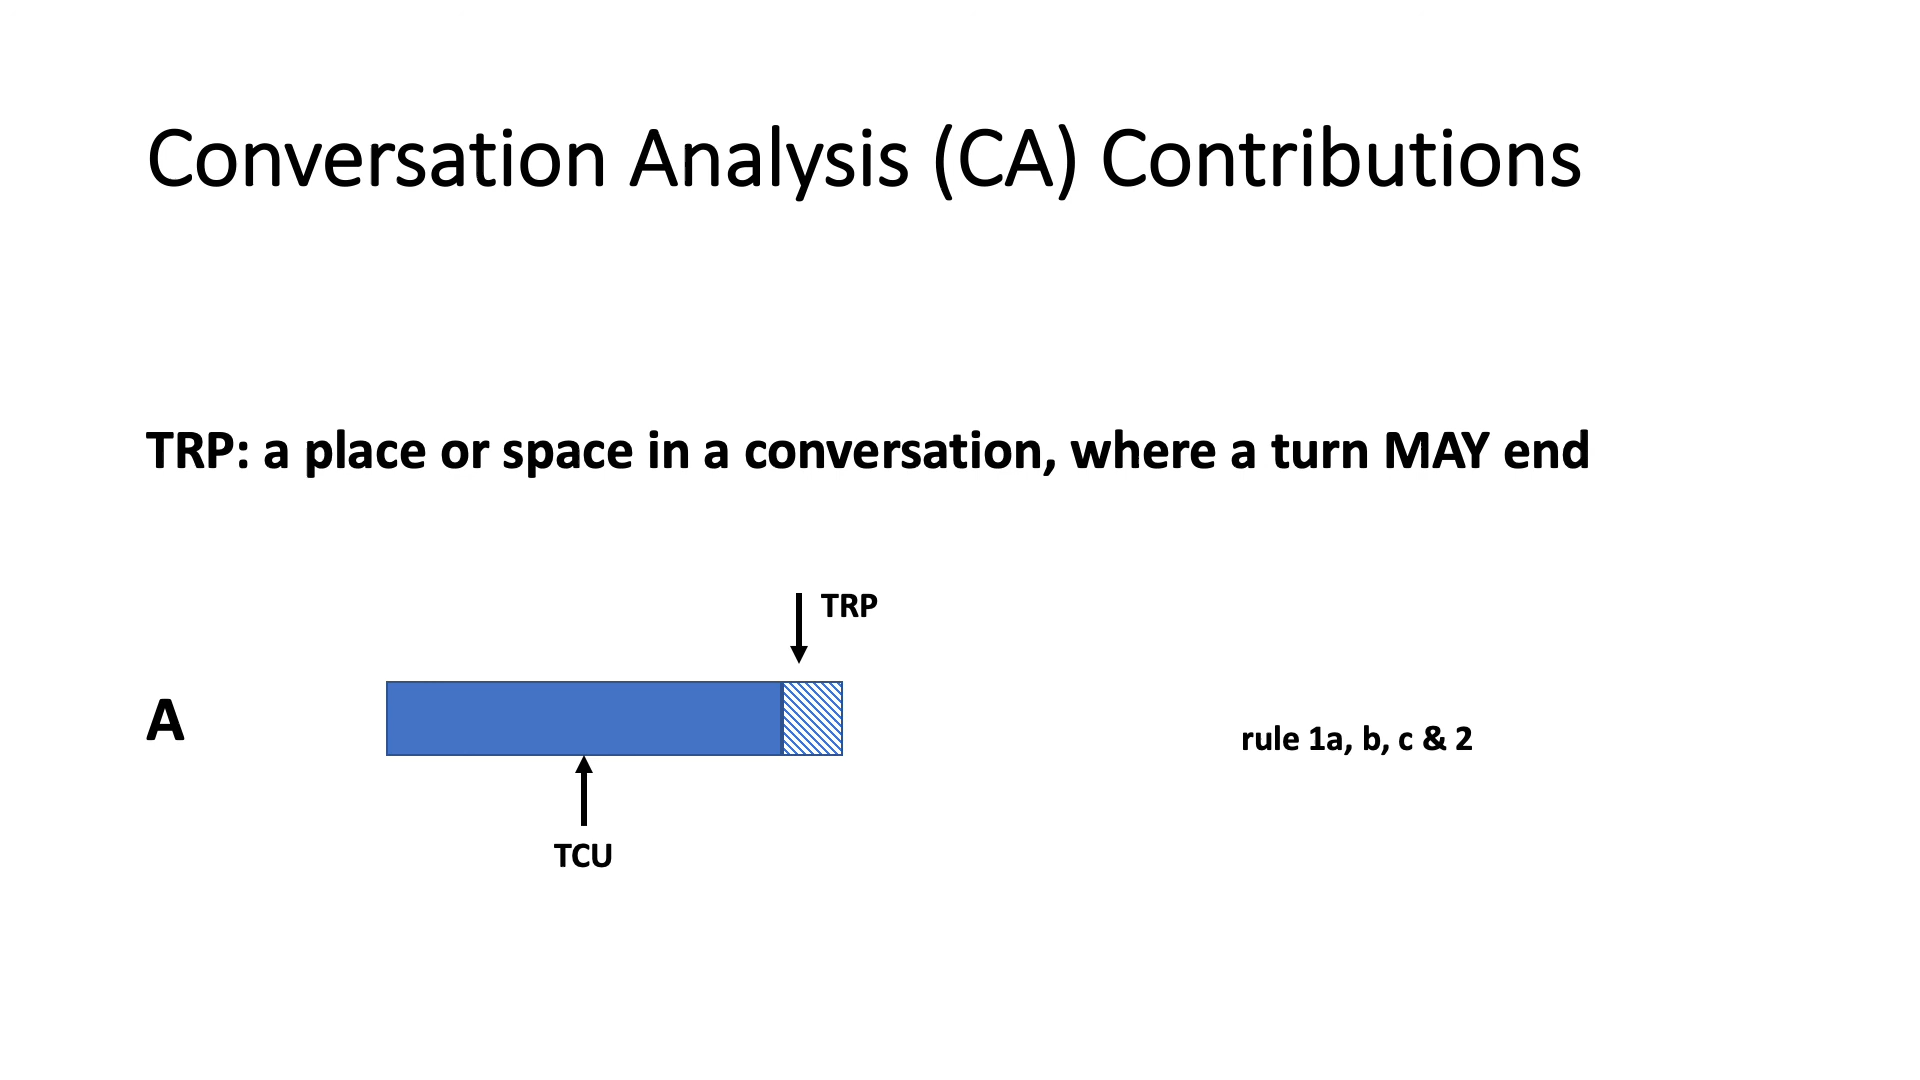 Conversation Analysis (CA) Contributions
TRP: a place or space in a conversation, where a turn MAY end
TRP
A
rule 1a, b, c & 2
TCU